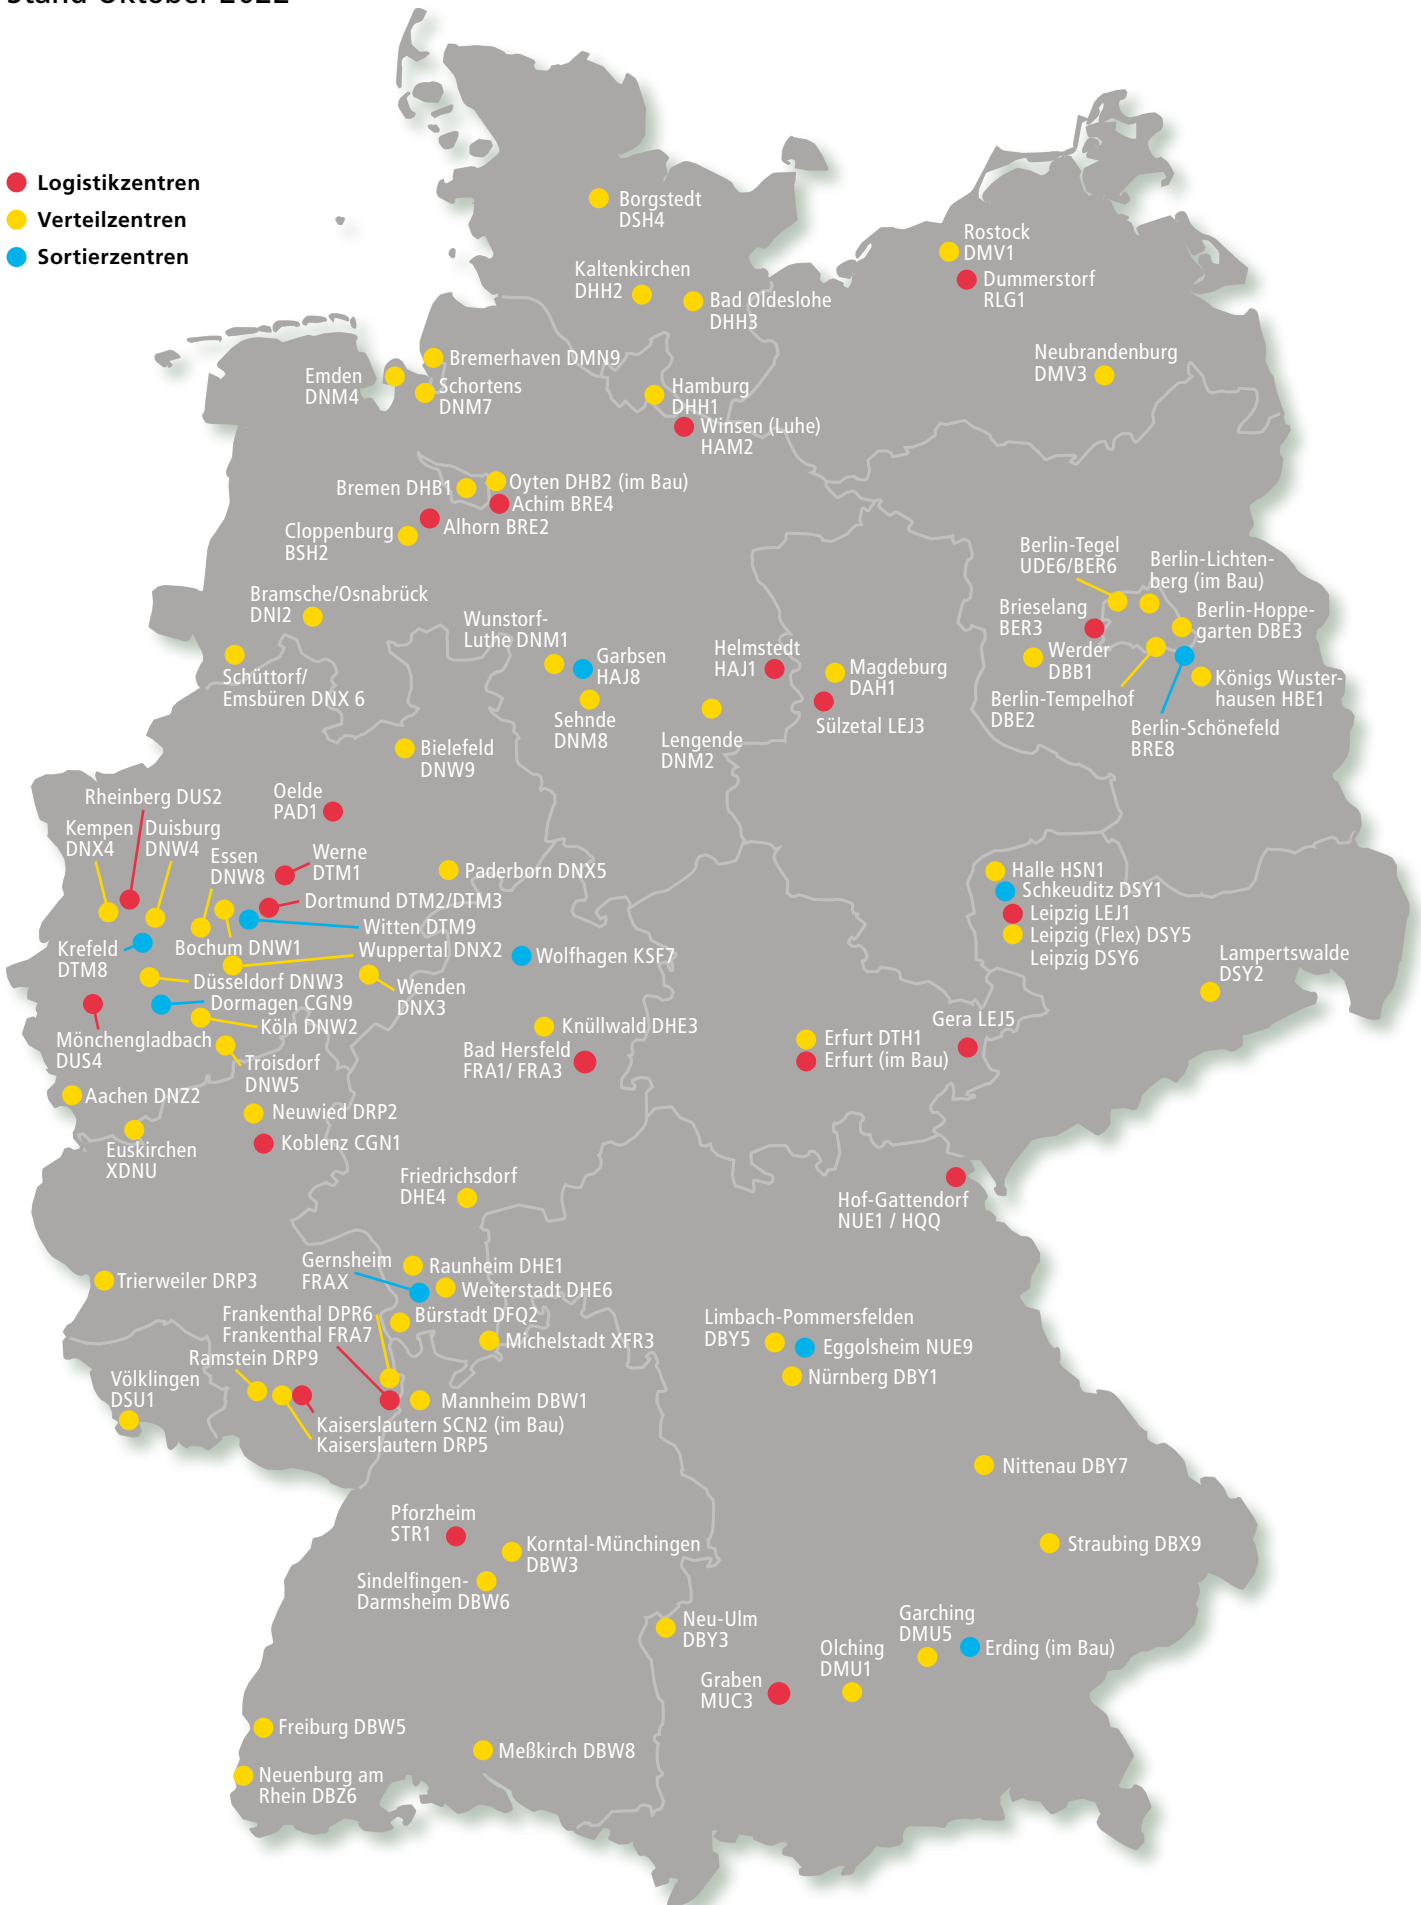 Stand Oktober 2022
Logistikzentren
Verteilzentren
Sortierzentren
Borgstedt
DSH4
Rostock
DMV1
Dummerstorf
RLG1
Kaltenkirchen
DHH2
Bad Oldeslohe
DHH3
Neubrandenburg
DMV3
Bremerhaven DMN9
Emden
DNM4
Schortens
DNM7
Hamburg
DHH1
Winsen (Luhe)
HAM2
Bremen DHB1
Oyten DHB2 (im Bau)
Achim BRE4
Alhorn BRE2
Cloppenburg
BSH2
Berlin-Tegel
UDE6/BER6
Berlin-Lichten-
berg (im Bau)
Brieselang
BER3
Berlin-Hoppe-
garten DBE3
Werder
DBB1
Berlin-Tempelhof
DBE2
Königs Wuster-
hausen HBE1
Berlin-Schönefeld
BRE8
Bramsche/Osnabrück
DNI2
Wunstorf-
Luthe DNM1
Garbsen
HAJ8
Helmstedt
HAJ1
Magdeburg
DAH1
Sülzetal LEJ3
Schüttorf/
Emsbüren DNX 6
Sehnde
DNM8
Lengende
DNM2
Bielefeld
DNW9
Oelde
PAD1
Rheinberg DUS2
Kempen
DNX4
Duisburg
DNW4
Essen
DNW8
Werne
DTM1
Paderborn DNX5
Dortmund DTM2/DTM3
Witten DTM9
Krefeld
DTM8
Bochum DNW1
Wuppertal DNX2
Wolfhagen KSF7
Düsseldorf DNW3
Wenden
DNX3
Dormagen CGN9
Köln DNW2
Mönchengladbach
DUS4
Troisdorf
DNW5
Halle HSN1
Schkeuditz DSY1
Leipzig LEJ1
Leipzig (Flex) DSY5
Leipzig DSY6
Lampertswalde
DSY2
Knüllwald DHE3
Bad Hersfeld
FRA1/ FRA3
Erfurt DTH1
Erfurt (im Bau)
Gera LEJ5
Aachen DNZ2
Neuwied DRP2
Euskirchen
XDNU
Koblenz CGN1
Friedrichsdorf
DHE4
Hof-Gattendorf
NUE1 / HQQ
Gernsheim
FRAX
Raunheim DHE1
Weiterstadt DHE6
Trierweiler DRP3
Bürstadt DFQ2
Frankenthal DPR6
Frankenthal FRA7
Michelstadt XFR3
Ramstein DRP9
Völklingen
DSU1
Mannheim DBW1
Kaiserslautern SCN2 (im Bau)
Kaiserslautern DRP5
Limbach-Pommersfelden
DBY5
Eggolsheim NUE9
Nürnberg DBY1
Nittenau DBY7
Straubing DBX9
Pforzheim
STR1
Korntal-Münchingen
DBW3
Sindelfingen-
Darmsheim DBW6
Neu-Ulm
DBY3
Garching
DMU5
Erding (im Bau)
Olching
DMU1
Graben
MUC3
Freiburg DBW5
Meßkirch DBW8
Neuenburg am
Rhein DBZ6